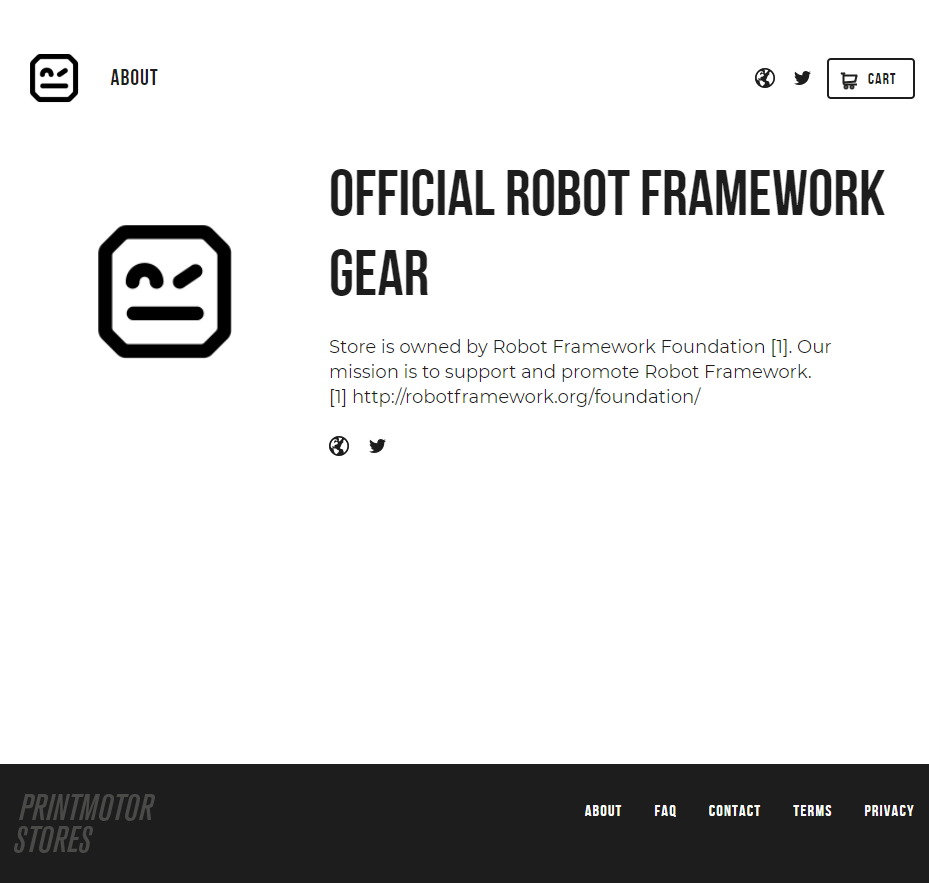 ABOUT
CART
OFFICIAL ROBOT FRAMEWORK
GEAR
Store is owned by Robot Framework Foundation [1]. Our
mission is to support and promote Robot Framework.
[1] http://robotframework.org/foundation/
PRINTMOTOR
STORES
ABOUT FAQ CONTACT TERMS PRIVACY